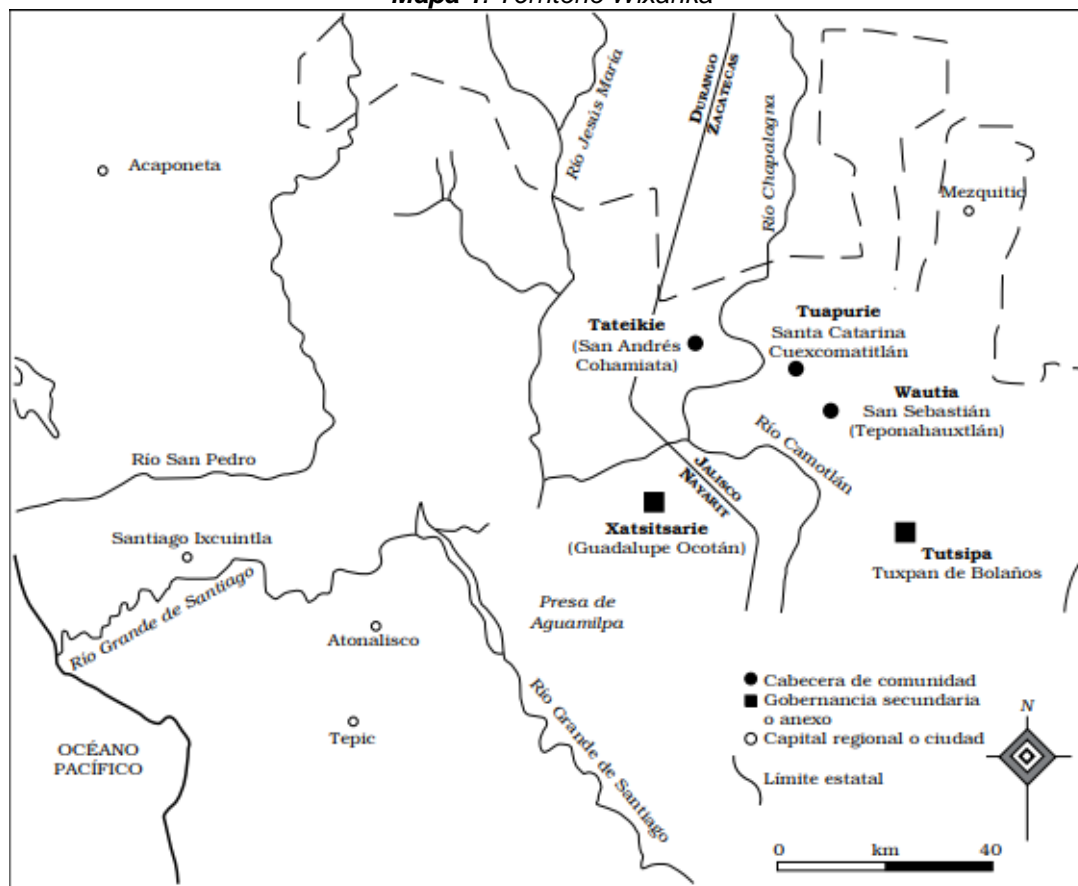 Mapa 1. Territorio Wixárika
DURANGO
ZACATECAS
Río Jesús María
Río Chapalagna
Acaponeta
Mezquitic
Tateikie
(San Andrés
Cohamiata)
Tuapurie
Santa Catarina
Cuexcomatitlán
Wautia
San Sebastián
(Teponahauxtlán)
Río San Pedro
Río Camotlán
JALISCO
NAYARIT
Xatsitsarie
(Guadalupe Ocotán)
Tutsipa
Tuxpan de Bolaños
Santiago Ixcuintla
Río Grande de Santiago
Atonalisco
Presa de
Aguamilpa
Río Grande de Santiago
Tepic
OCÉANO
PACÍFICO
Cabecera de comunidad
Gobernancia secundaria
o anexo
Capital regional o ciudad
Límite estatal
N
0 km 40